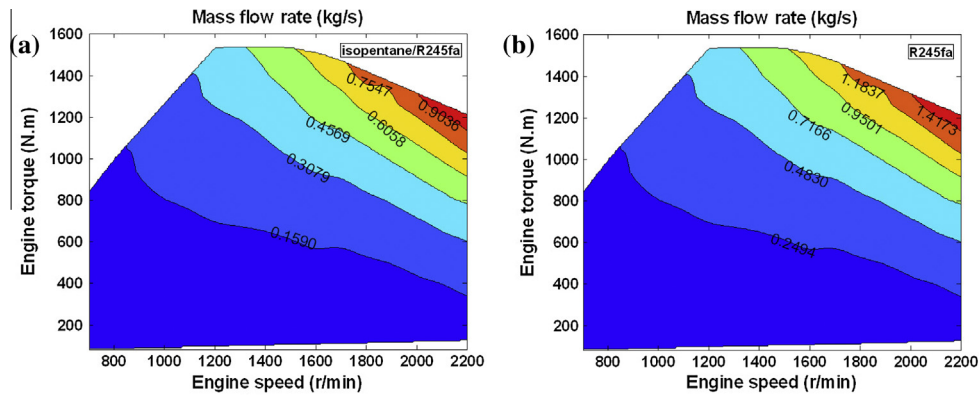 Mass flow rate (kg/s)
(a)
isopentane/R245fa
1600
1400
1200
1000
800
600
400
200
Engine torque (N.m)
0.7547
0.9036
0.6058
0.4569
0.3079
0.1590
800 1000 1200 1400 1600 1800 2000 2200
Engine speed (r/min)
Mass flow rate (kg/s)
(b)
R245fa
1600
1400
1200
1000
800
600
400
200
Engine torque (N.m)
1.1837
1.4173
0.9501
0.7166
0.4830
0.2494
800 1000 1200 1400 1600 1800 2000 2200
Engine speed (r/min)